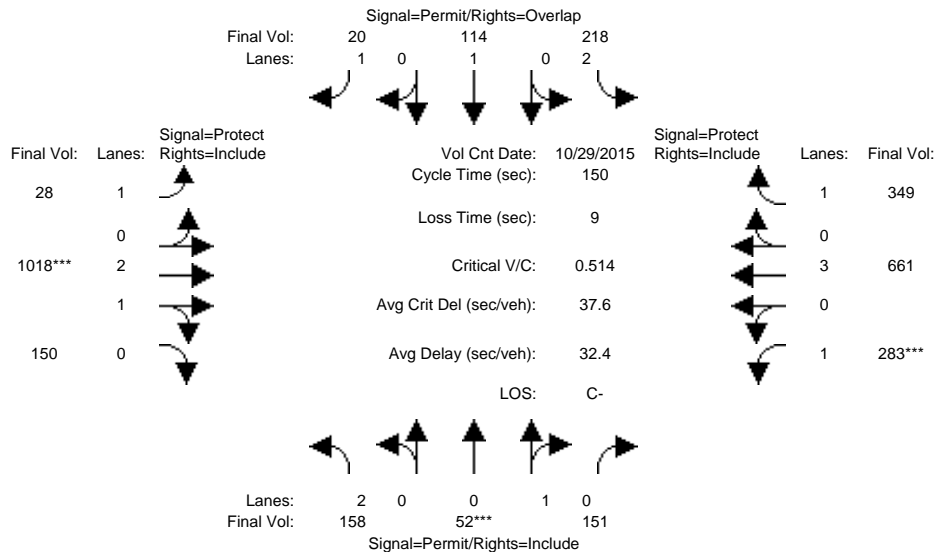 Signal=Permit/Rights=Overlap
Final Vol: 20 114 218
Lanes: 1 0 1 0 2
Signal=Protect Signal=Protect
Final Vol: Lanes: Rights=Include Vol Cnt Date: 10/29/2015 Rights=Include Lanes: Final Vol:
Cycle Time (sec): 150
28 1 1 349
Loss Time (sec): 9
0 0
1018*** 2 Critical V/C: 0.514 3 661
1 Avg Crit Del (sec/veh): 37.6 0
150 0 Avg Delay (sec/veh): 32.4 1 283***
LOS: C-
Lanes: 2 0 0 1 0
Final Vol: 158 52*** 151
Signal=Permit/Rights=Include